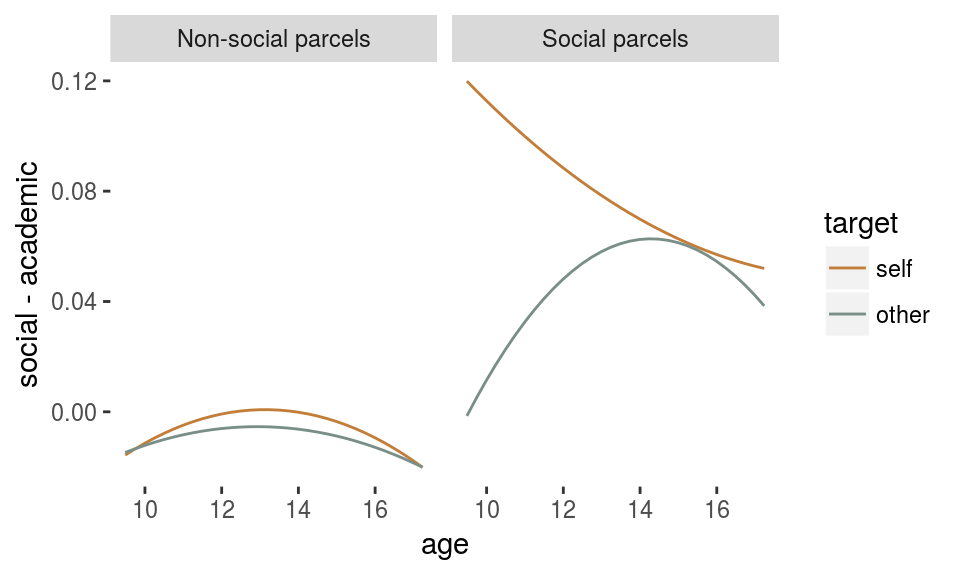 Non-social parcels
Social parcels
0.12
0.08
0.04
0.00
social - academic
10 12 14 16
10 12 14 16
age
target
self
other